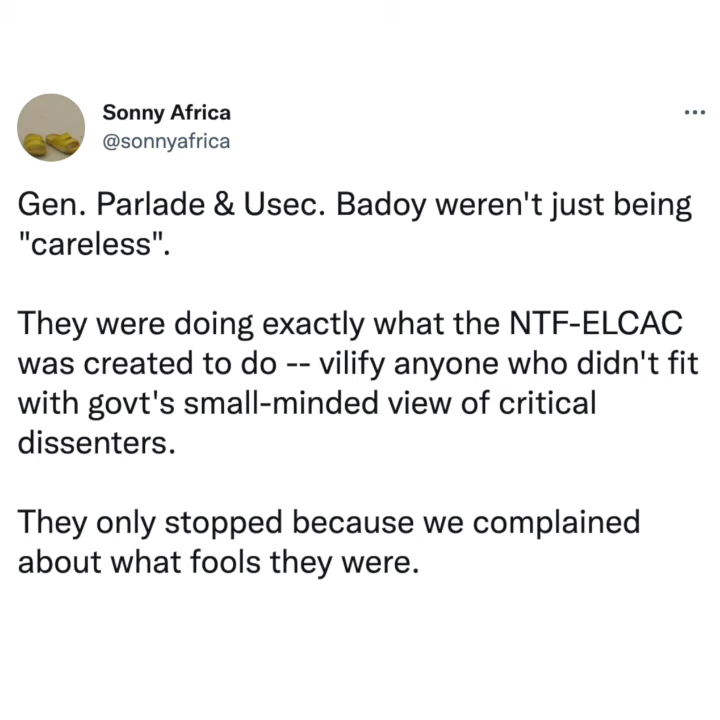 Sonny Africa
@sonnyafrica
Gen. Parlade & Usec. Badoy weren't just being
"careless".
They were doing exactly what the NTF-ELCAC
was created to do -- vilify anyone who didn't fit
with govt's small-minded view of critical
dissenters.
They only stopped because we complained
about what fools they were.